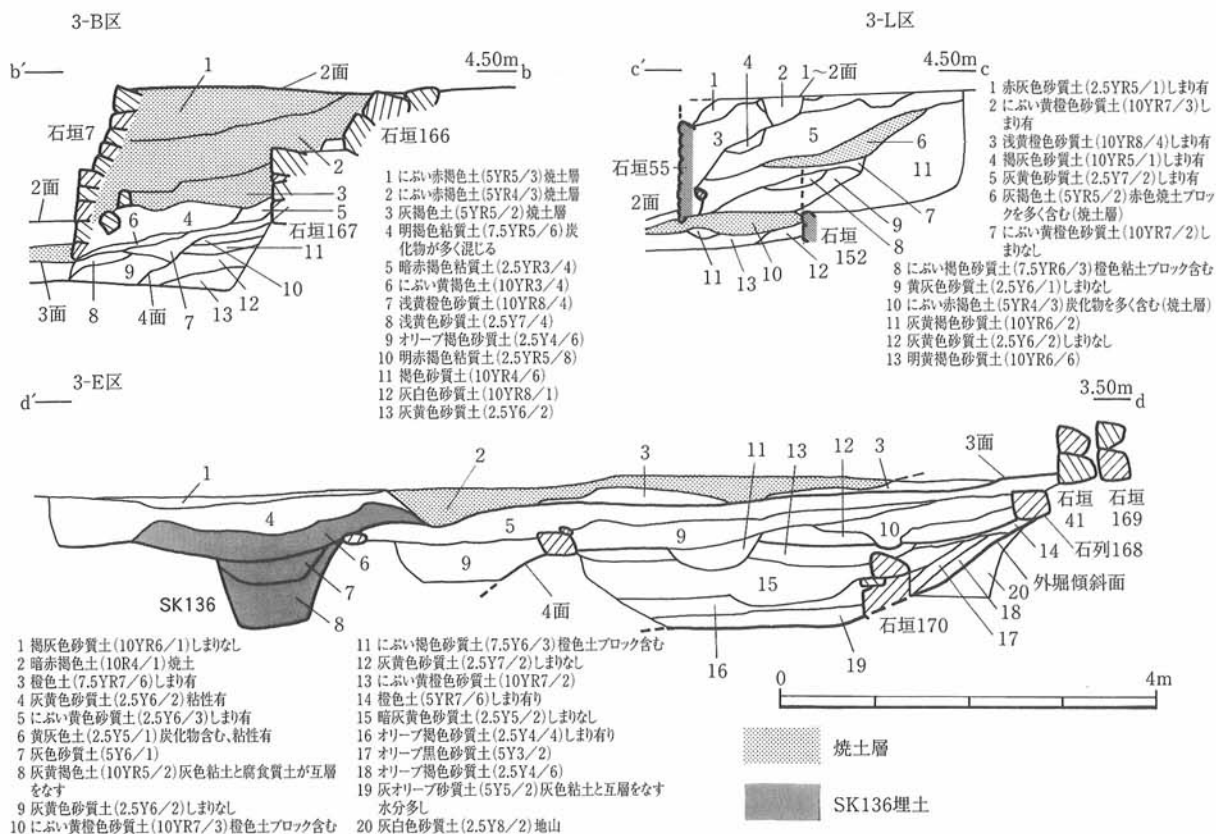 3-B区
b′
1
2面
4.50m
b
石垣7
石垣166
2
3
5
石垣167
4
6
11
9
10
12
2面
3面
8
4面
7
13
1 にぶい赤褐色土(5YR5/3)焼土層
2 にぶい赤褐色土(5YR4/3)焼土層
3 灰褐色土(5YR5/2)焼土層
4 明褐色粘質土(7.5YR5/6)炭
化物が多く混じる
5 暗赤褐色粘質土(2.5YR3/4)
6 にぶい黄褐色土(10YR3/4)
7 浅黄橙色砂質土(10YR8/4)
8 浅黄色砂質土(2.5Y7/4)
9 オリーブ褐色砂質土(2.5Y4/6)
10 明赤褐色粘質土(2.5YR5/8)
11 褐色砂質土(10YR4/6)
12 灰白色砂質土(10YR8/1)
13 灰黄色砂質土(2.5Y6/2)
3-L区
c′
4.50m
c
1
4
2
1〜2面
3
5
6
11
石垣55
2面
7
9
8
石垣
152
11
13
10
12
1 赤灰色砂質土(2.5YR5/1)しまり有
2 にぶい黄橙色砂質土(10YR7/3)し
まり有
3 浅黄橙色砂質土(10YR8/4)しまり有
4 褐灰色砂質土(10YR5/1)しまり有
5 灰黄色砂質土(2.5Y7/2)しまり有
6 灰褐色土(5YR5/2)赤色焼土ブロッ
クを多く含む(焼土層)
7 にぶい黄橙色砂質土(10YR7/2)し
まりなし
8 にぶい褐色砂質土(7.5YR6/3)橙色粘土ブロック含む
9 黄灰色砂質土(2.5Y6/1)しまりなし
10 にぶい赤褐色土(5YR4/3)炭化物を多く含む(焼土層)
11 灰黄褐色砂質土(10YR6/2)
12 灰黄色砂質土(2.5Y6/2)しまりなし
13 明黄褐色砂質土(10YR6/6)
3-E区
d′
3.50m
d
1
2
3
11
13
12
3
3面
石垣
41
石垣
169
4
5
9
10
石列168
6
9
14
7
15
外堀傾斜面
SK136
4面
20
18
8
石垣170
17
16
19
1 褐灰色砂質土(10YR6/1)しまりなし
2 暗赤褐色土(10R4/1)焼土
3 橙色土(7.5YR7/6)しまり有
4 灰黄色砂質土(2.5Y6/2)粘性有
5 にぶい黄色砂質土(2.5Y6/3)しまり有
6 黄灰色土(2.5Y5/1)炭化物含む、粘性有
7 灰色砂質土(5Y6/1)
8 灰黄褐色土(10YR5/2)灰色粘土と腐食質土が互層
をなす
9 灰黄色砂質土(2.5Y6/2)しまりなし
10 にぶい黄橙色砂質土(10YR7/3)橙色土ブロック含む
11 にぶい褐色砂質土(7.5Y6/3)橙色土ブロック含む
12 灰黄色砂質土(2.5Y7/2)しまりなし
13 にぶい黄橙色砂質土(10YR7/2)
14 橙色土(5YR7/6)しまり有り
15 暗灰黄色砂質土(2.5Y5/2)しまりなし
16 オリーブ褐色砂質土(2.5Y4/4)しまり有り
17 オリーブ黒色砂質土(5Y3/2)
18 オリーブ褐色砂質土(2.5Y4/6)
19 灰オリーブ砂質土(5Y5/2)灰色粘土と互層をなす
水分多し
20 灰白色砂質土(2.5Y8/2)地山
0
4m
焼土層
SK136埋土